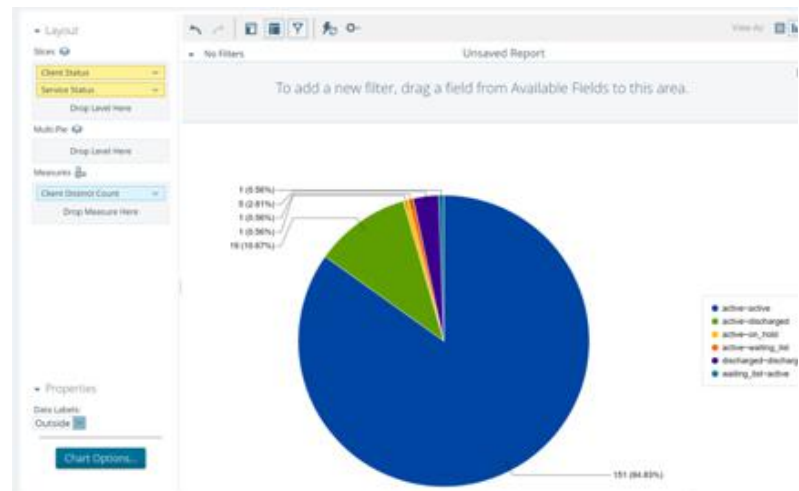 Layout
Slices
Client Status
Service Status
Drop Level Here
Multi-Pie
Drop Level Here
Measures
Client Distinct Count
Drop Measure Here
Properties
Data Labels:
Outside
Chart Options...
View As:
No Filters
Unsaved Report
To add a new filter, drag a field from Available Fields to this area.
1 (0.56%)
5 (2.81%)
1 (0.56%)
1 (0.56%)
19 (10.67%)
151 (84.83%)
active~active
active~discharged
active~on_hold
active~waiting_list
discharged~discharg
waiting_list~active